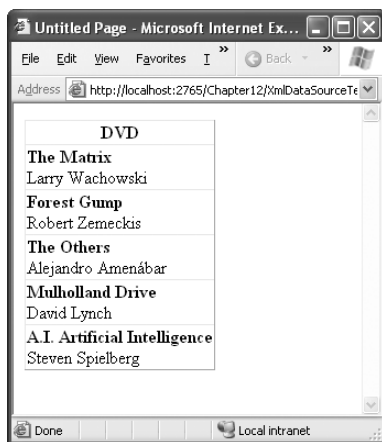 Untitled Page - Microsoft Internet Ex...
File Edit View Favorites T » Back »
Address http://localhost:2765/Chapter12/XmlDataSourceTe
DVD
The Matrix
Larry Wachowski
Forest Gump
Robert Zemeckis
The Others
Alejandro Amenábar
Mulholland Drive
David Lynch
A.I. Artificial Intelligence
Steven Spielberg
Done Local intranet